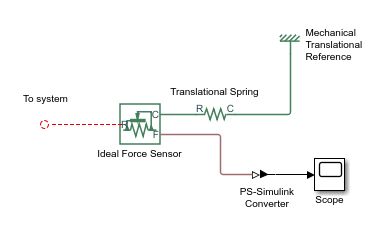 Mechanical
Translational
Reference
Translational Spring
To system
R
C
C
R
F
Ideal Force Sensor
PS-Simulink
Converter
Scope